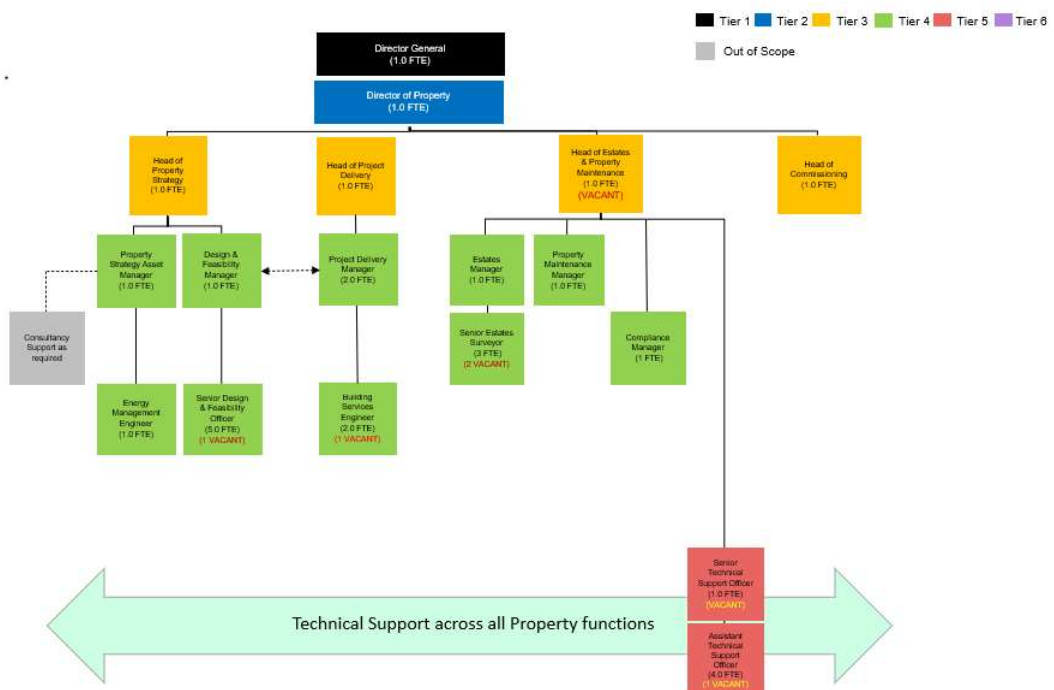 Tier 1
Tier 2
Tier 3
Tier 4
Tier 5
Tier 6
Out of Scope
Director General
(1.0 FTE)
Director of Property
(1.0 FTE)
Head of
Property
Strategy
(1.0 FTE)
Head of Project
Delivery
(1.0 FTE)
Head of Estates
& Property
Maintenance
(1.0 FTE)
(VACANT)
Head of
Commissioning
(1.0 FTE)
Property
Strategy Asset
Manager
(1.0 FTE)
Design &
Feasibility
Manager
(1.0 FTE)
Project Delivery
Manager
(2.0 FTE)
Estates
Manager
(1.0 FTE)
Property
Maintenance
Manager
(1.0 FTE)
Consultancy
Support as
required
Senior Estates
Surveyor
(3 FTE)
(2 VACANT)
Compliance
Manager
(1 FTE)
Energy
Management
Engineer
(1.0 FTE)
Senior Design
& Feasibility
Officer
(5.0 FTE)
(1 VACANT)
Building
Services
Engineer
(2.0 FTE)
(1 VACANT)
Senior
Technical
Support Officer
(1.0 FTE)
(VACANT)
Technical Support across all Property functions
Assistant
Technical
Support
Officer
(4.0 FTE)
(1 VACANT)